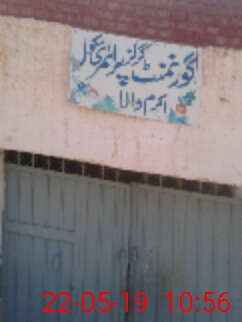 گورنمنٹ گرلز پرائمری سکول
اکرم والا
22-05-19 10:56